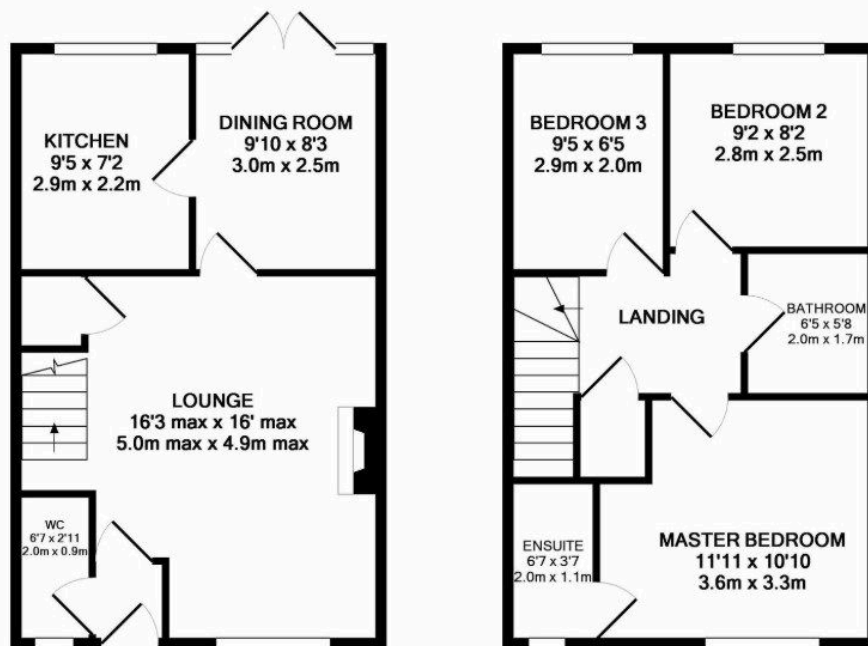 KITCHEN
9'5 x 7'2
2.9m x 2.2m
DINING ROOM
9'10 x 8'3
3.0m x 2.5m
LOUNGE
16'3 max x 16' max
5.0m max x 4.9m max
WC
6'7 x 2'11
2.0m x 0.9m
BEDROOM 3
9'5 x 6'5
2.9m x 2.0m
BEDROOM 2
9'2 x 8'2
2.8m x 2.5m
LANDING
BATHROOM
6'5 x 5'8
2.0m x 1.7m
ENSUITE
6'7 x 3'7
2.0m x 1.1m
MASTER BEDROOM
11'11 x 10'10
3.6m x 3.3m